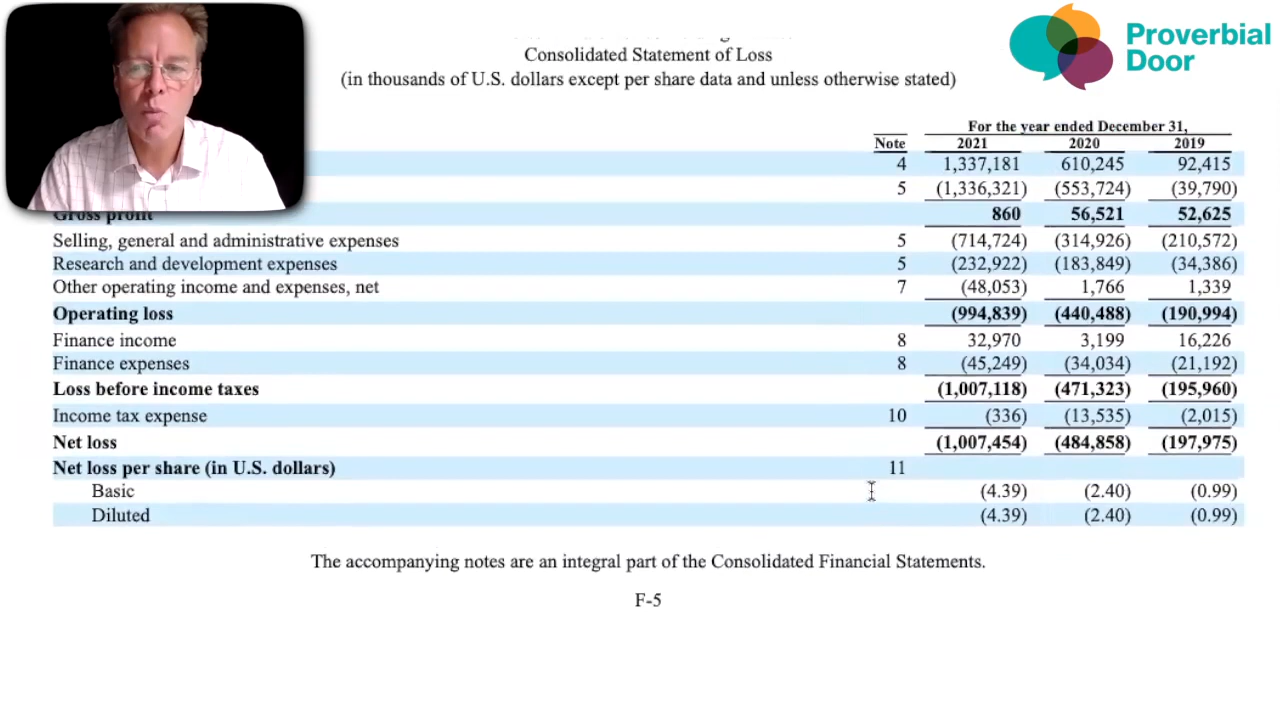 Proverbial
Door
Consolidated Statement of Loss
(in thousands of U.S. dollars except per share data and unless otherwise stated)
For the year ended December 31,
Note 2021 2020 2019
4 1,337,181 610,245 92,415
5 (1,336,321) (553,724) (39,790)
Gross profit 860 56,521 52,625
Selling, general and administrative expenses 5 (714,724) (314,926) (210,572)
Research and development expenses 5 (232,922) (183,849) (34,386)
Other operating income and expenses, net 7 (48,053) 1,766 1,339
Operating loss (994,839) (440,488) (190,994)
Finance income 8 32,970 3,199 16,226
Finance expenses 8 (45,249) (34,034) (21,192)
Loss before income taxes (1,007,118) (471,323) (195,960)
Income tax expense 10 (336) (13,535) (2,015)
Net loss (1,007,454) (484,858) (197,975)
Net loss per share (in U.S. dollars) 11
Basic (4.39) (2.40) (0.99)
Diluted (4.39) (2.40) (0.99)
The accompanying notes are an integral part of the Consolidated Financial Statements.
F-5